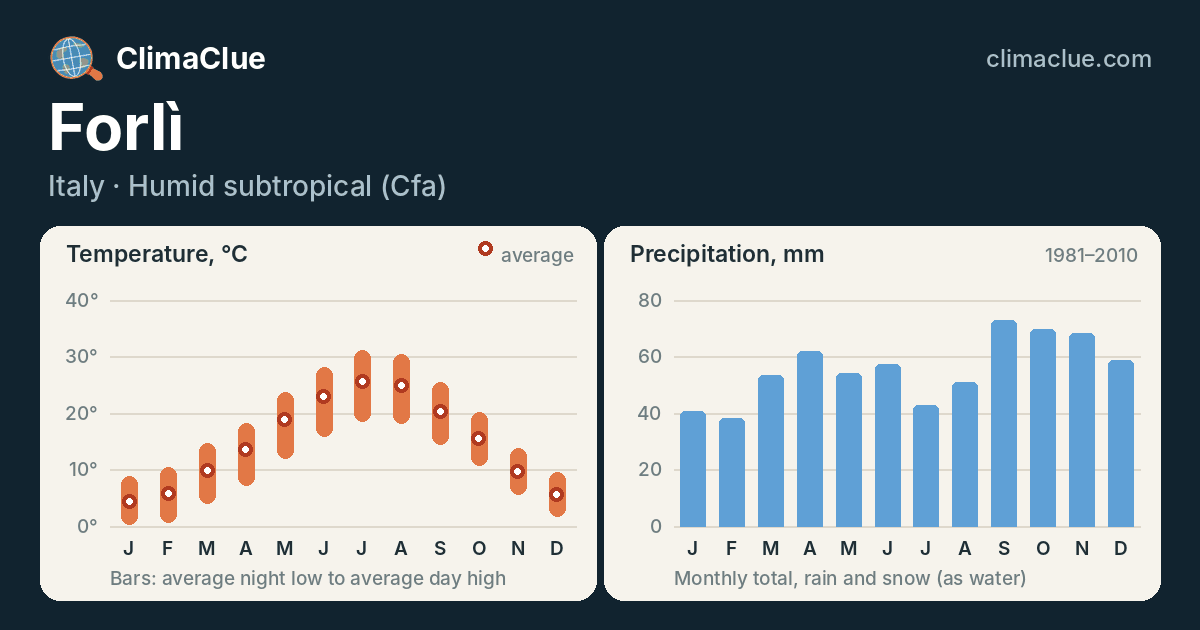 ClimaClue
climaclue.com
Forlì
Italy · Humid subtropical (Cfa)
Temperature, °C
average
40°
30°
20°
10°
0°
J F M A M J J A S O N D
Bars: average night low to average day high
Precipitation, mm
1981–2010
80
60
40
20
0
J F M A M J J A S O N D
Monthly total, rain and snow (as water)